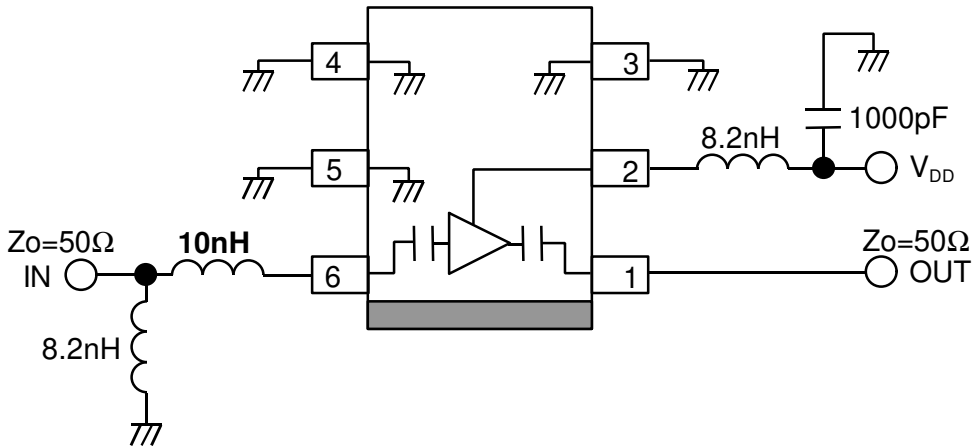 4
3
1000pF
8.2nH
5
2
V_DD
Zo=50Ω
10nH
Zo=50Ω
IN
6
1
OUT
8.2nH